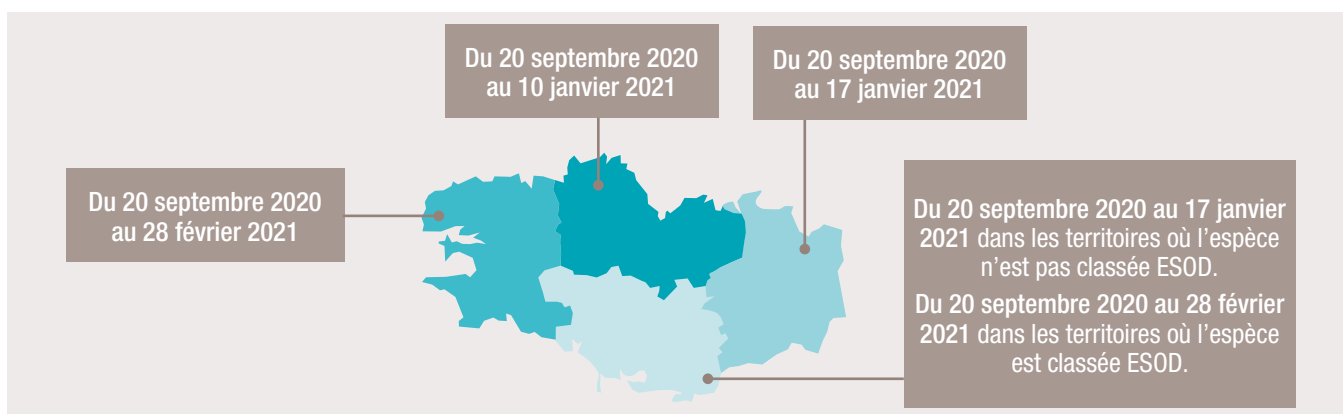 Du 20 septembre 2020
au 10 janvier 2021
Du 20 septembre 2020
au 17 janvier 2021
Du 20 septembre 2020
au 28 février 2021
Du 20 septembre 2020 au 17 janvier
2021 dans les territoires où l’espèce
n’est pas classée ESOD.
Du 20 septembre 2020 au 28 février
2021 dans les territoires où l’espèce
est classée ESOD.